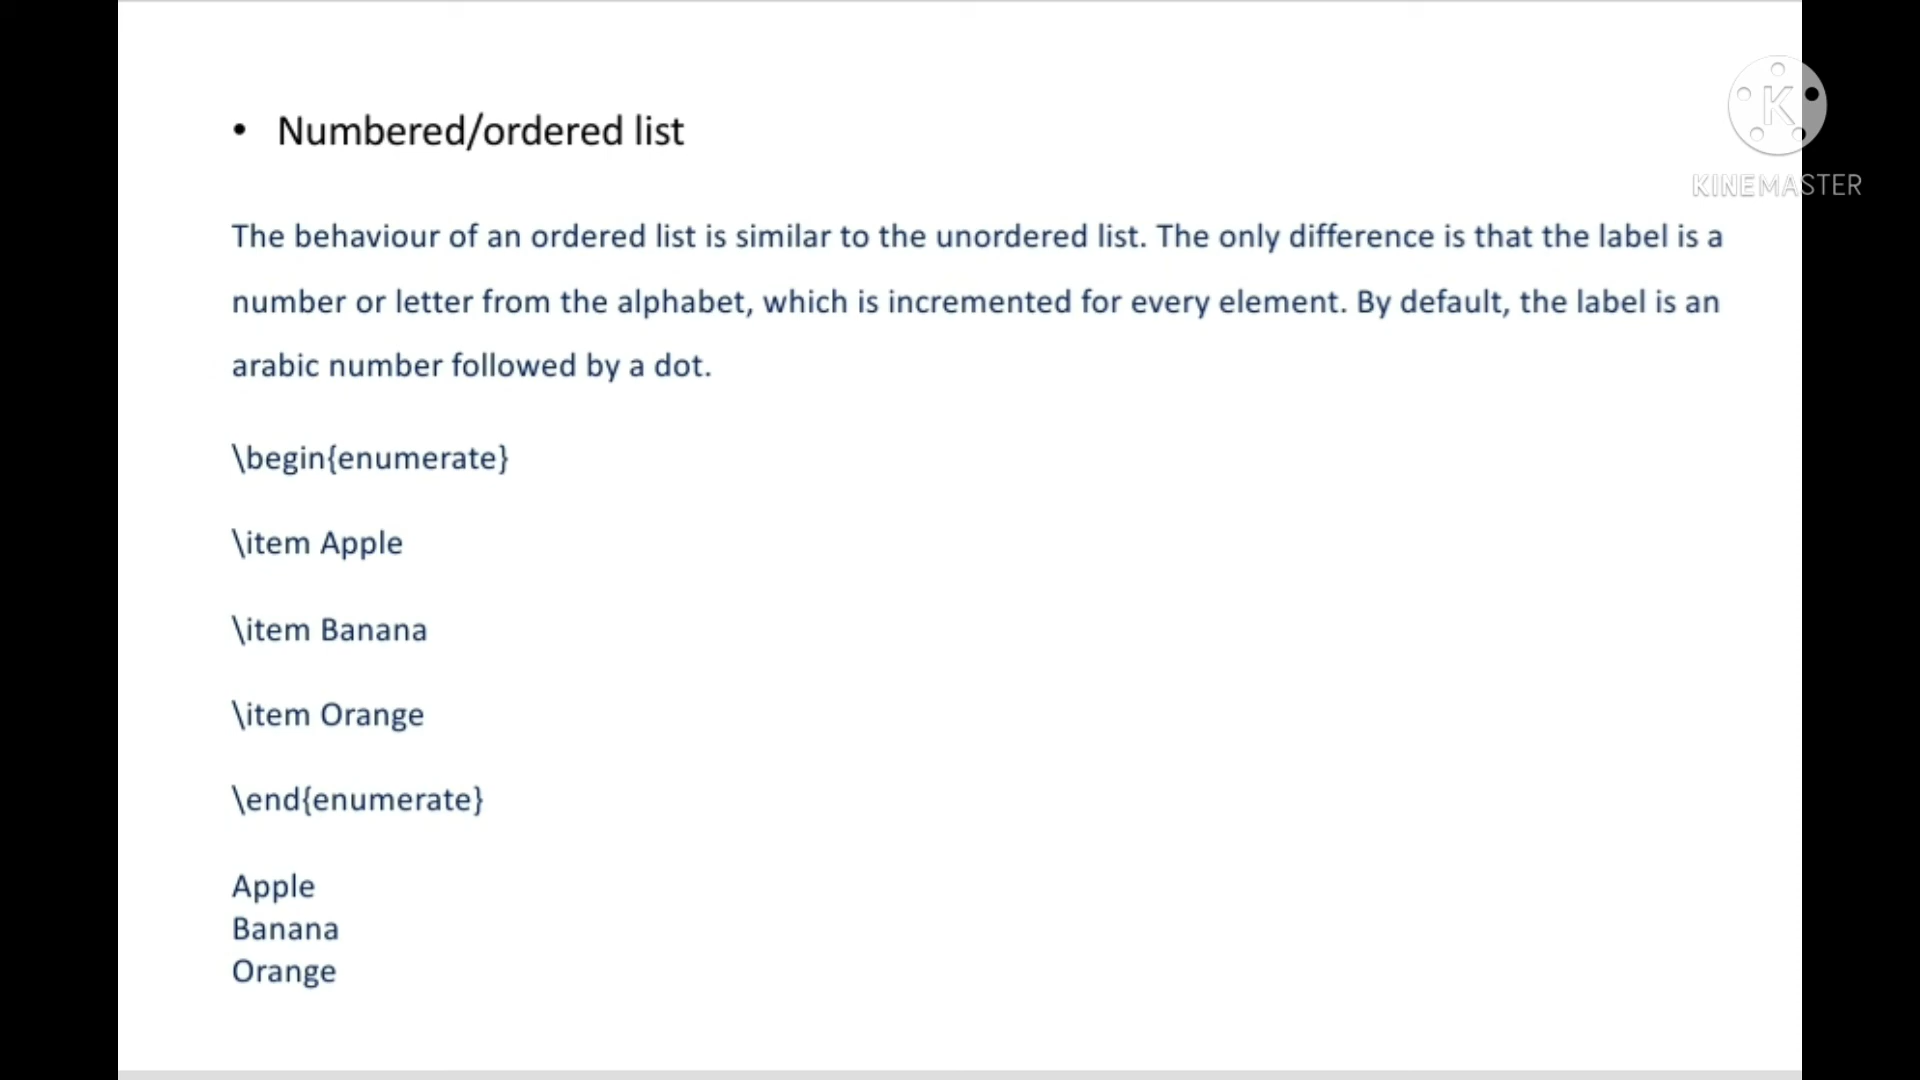 • Numbered/ordered list
K
KINEMASTER
The behaviour of an ordered list is similar to the unordered list. The only difference is that the label is a
number or letter from the alphabet, which is incremented for every element. By default, the label is an
arabic number followed by a dot.
\begin{enumerate}
\item Apple
\item Banana
\item Orange
\end{enumerate}
Apple
Banana
Orange